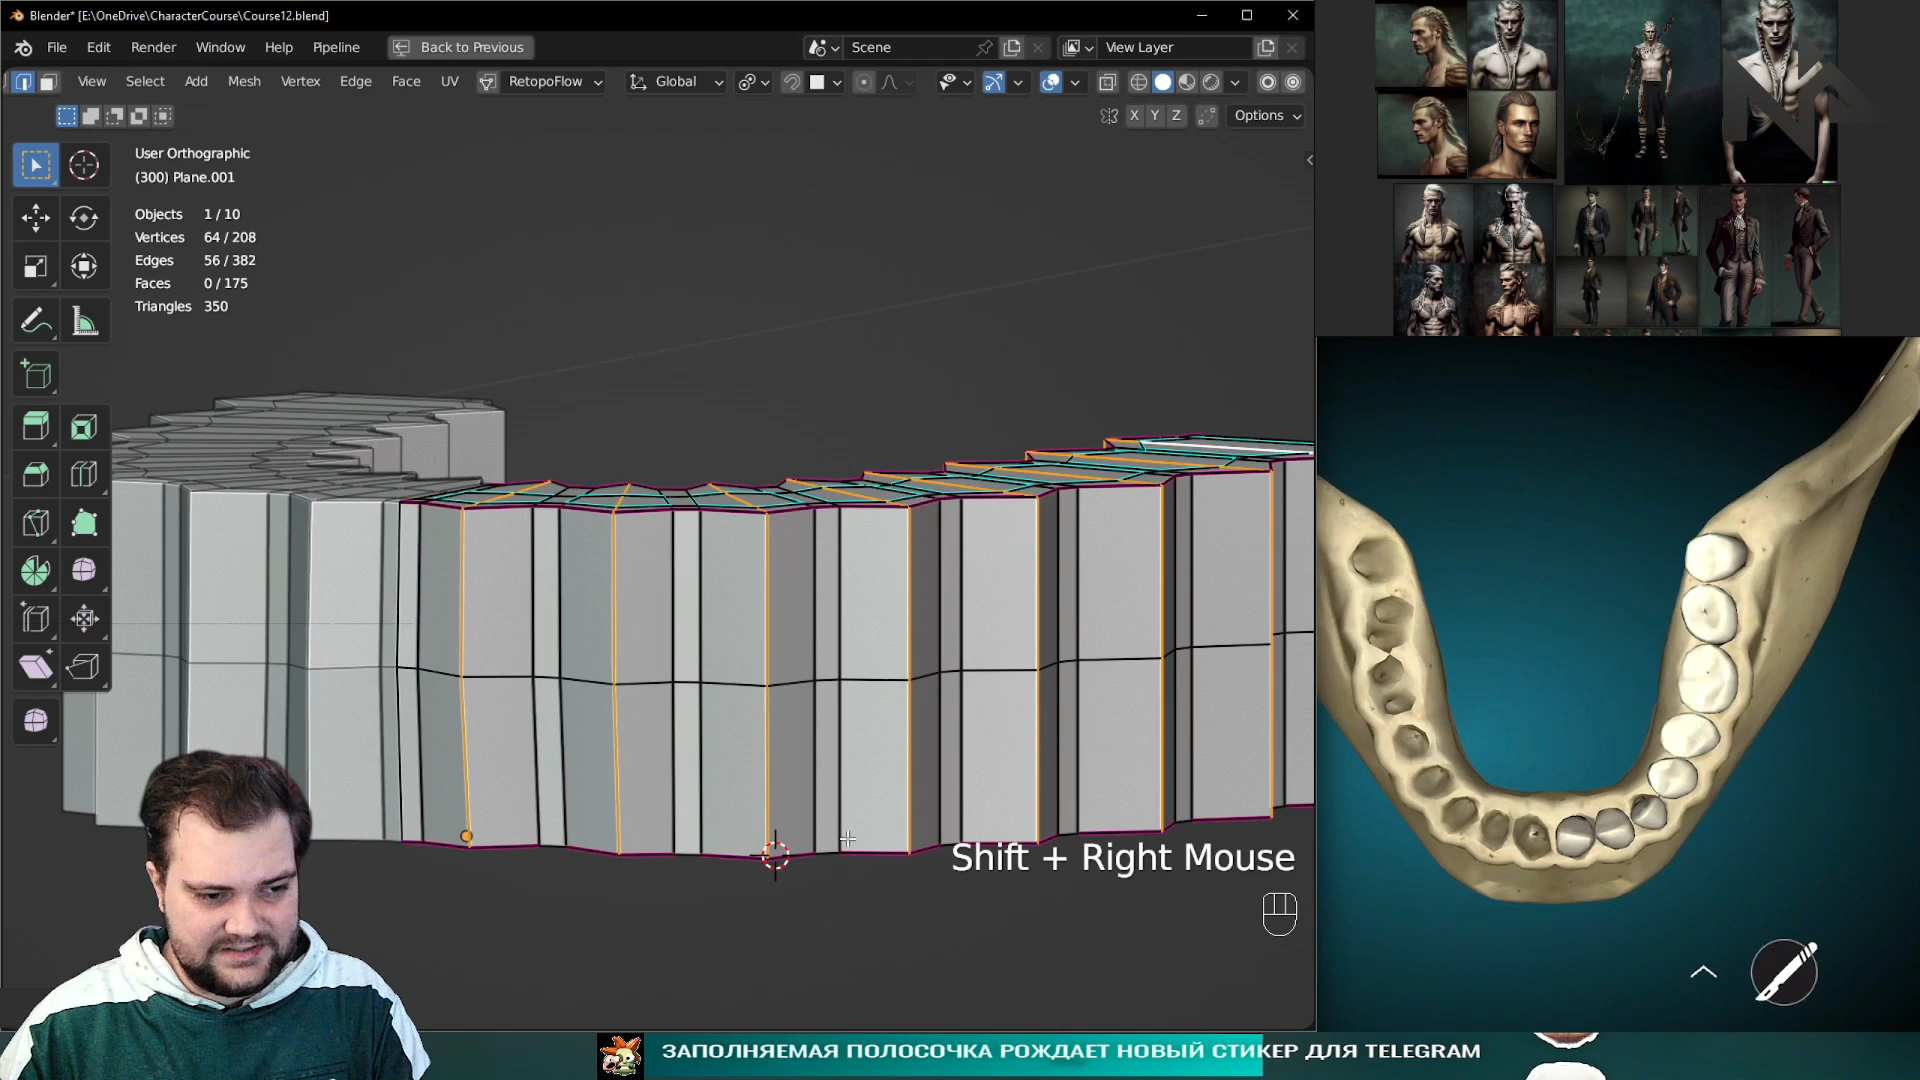 Blender* [E:\OneDrive\CharacterCourse\Course12.blend]
File Edit Render Window Help Pipeline Back to Previous Scene View Layer
View Select Add Mesh Vertex Edge Face UV RetopoFlow Global
X Y Z Options
User Orthographic
(300) Plane.001
Objects 1 / 10
Vertices 64 / 208
Edges 56 / 382
Faces 0 / 175
Triangles 350
Shift + Right Mouse
ЗАПОЛНЯЕМАЯ ПОЛОСОЧКА РОЖДАЕТ НОВЫЙ СТИКЕР ДЛЯ TELEGRAM